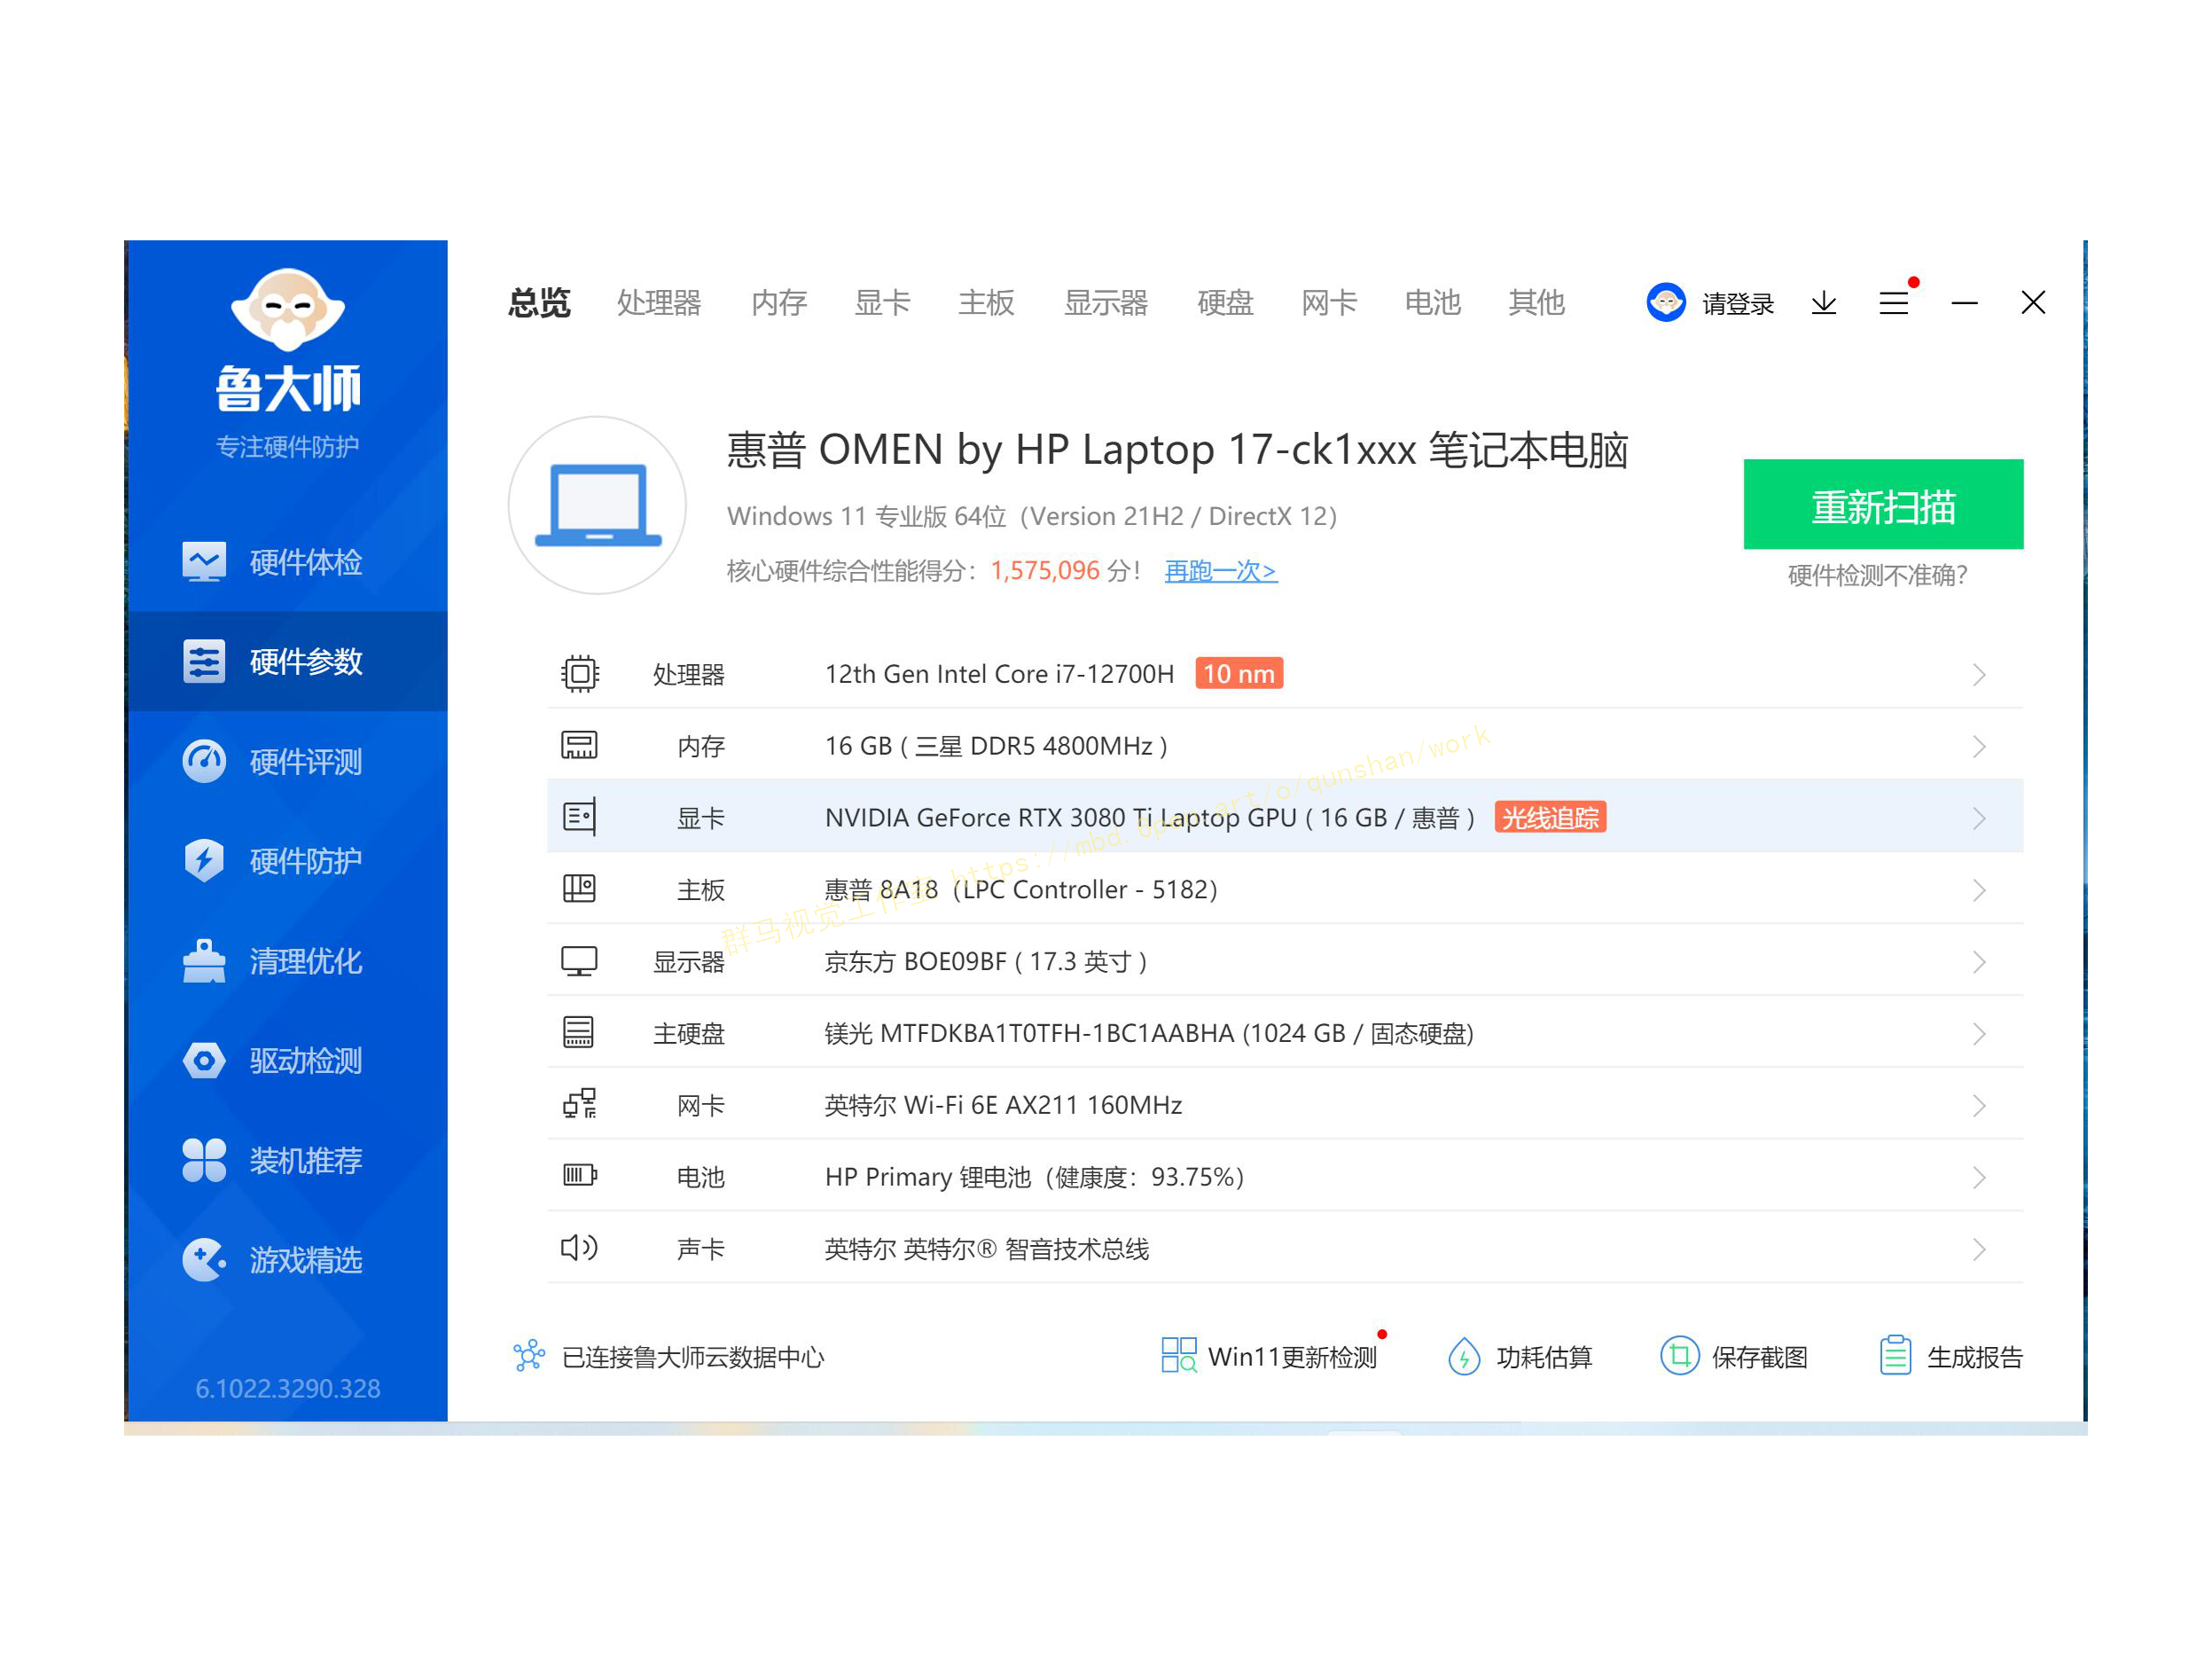 鲁大师
专注硬件防护
硬件体检
硬件参数
硬件评测
硬件防护
清理优化
驱动检测
装机推荐
游戏精选
6.1022.3290.328
总览 处理器 内存 显卡 主板 显示器 硬盘 网卡 电池 其他 请登录
惠普 OMEN by HP Laptop 17-ck1xxx 笔记本电脑
Windows 11 专业版 64位（Version 21H2 / DirectX 12）
核心硬件综合性能得分：1,575,096 分！ 再跑一次>
重新扫描
硬件检测不准确？
处理器 12th Gen Intel Core i7-12700H 10 nm
内存 16 GB ( 三星 DDR5 4800MHz )
显卡 NVIDIA GeForce RTX 3080 Ti Laptop GPU ( 16 GB / 惠普 ) 光线追踪
主板 惠普 8A18（LPC Controller - 5182）
显示器 京东方 BOE09BF ( 17.3 英寸 )
主硬盘 镁光 MTFDKBA1T0TFH-1BC1AABHA (1024 GB / 固态硬盘)
网卡 英特尔 Wi-Fi 6E AX211 160MHz
电池 HP Primary 锂电池（健康度：93.75%）
声卡 英特尔 英特尔® 智音技术总线
已连接鲁大师云数据中心 Win11更新检测 功耗估算 保存截图 生成报告
群马视觉工作室 https://mbd.0pen.art/o/qunshan/work